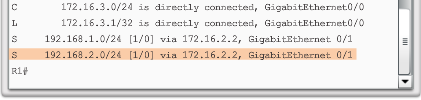 C 172.16.3.0/24 is directly connected, GigabitEthernet0/0
L 172.16.3.1/32 is directly connected, GigabitEthernet0/0
S 192.168.1.0/24 [1/0] via 172.16.2.2, GigabitEthernet 0/1
S 192.168.2.0/24 [1/0] via 172.16.2.2, GigabitEthernet 0/1
R1#